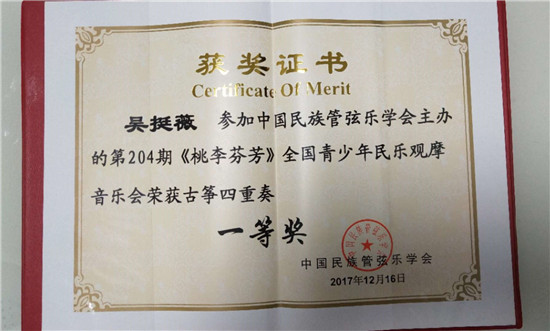 获奖证书
Certificate Of Merit
吴挺薇 参加中国民族管弦乐学会主办
的第204期《桃李芬芳》全国青少年民乐观摩
音乐会荣获古筝四重奏
一等奖
中国民族管弦乐学会
2017年12月16日